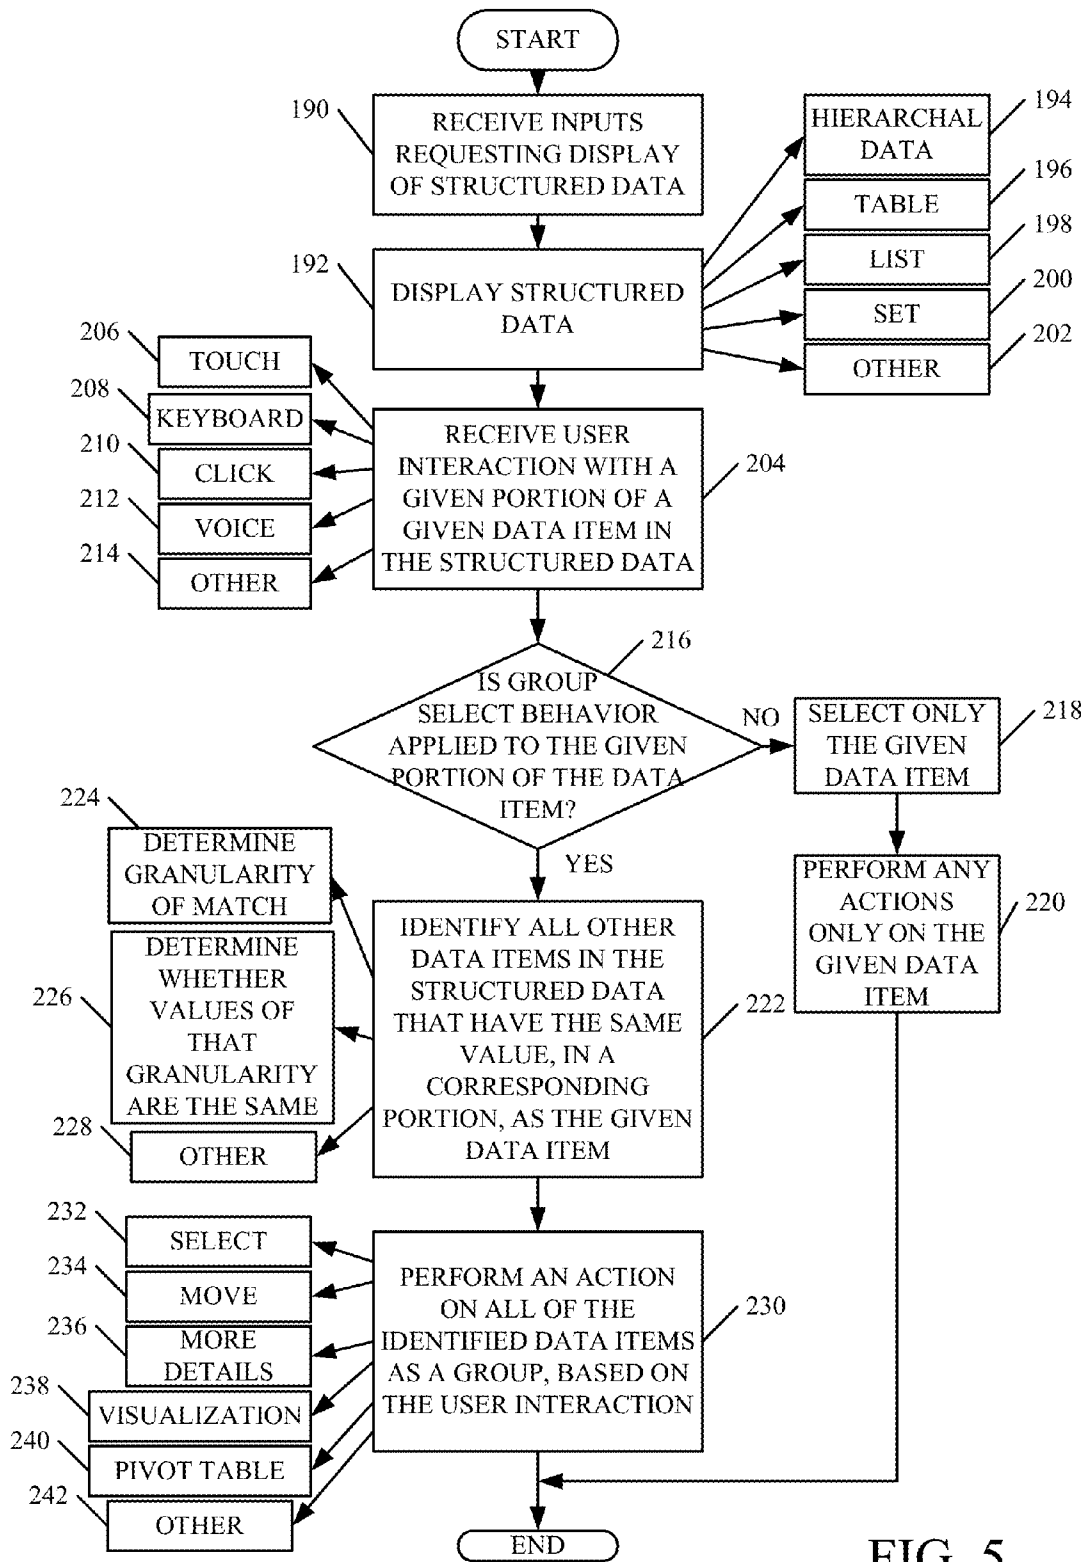 START
190
RECEIVE INPUTS
REQUESTING DISPLAY
OF STRUCTURED DATA
HIERARCHAL
DATA
194
TABLE
196
LIST
198
SET
200
OTHER
202
192
DISPLAY STRUCTURED
DATA
206
TOUCH
208
KEYBOARD
210
CLICK
212
VOICE
214
OTHER
RECEIVE USER
INTERACTION WITH A
GIVEN PORTION OF A
GIVEN DATA ITEM IN
THE STRUCTURED DATA
204
216
IS GROUP
SELECT BEHAVIOR
APPLIED TO THE GIVEN
PORTION OF THE DATA
ITEM?
NO
SELECT ONLY
THE GIVEN
DATA ITEM
218
YES
PERFORM ANY
ACTIONS
ONLY ON THE
GIVEN DATA
ITEM
220
224
DETERMINE
GRANULARITY
OF MATCH
226
DETERMINE
WHETHER
VALUES OF
THAT
GRANULARITY
ARE THE SAME
228
OTHER
IDENTIFY ALL OTHER
DATA ITEMS IN THE
STRUCTURED DATA
THAT HAVE THE SAME
VALUE, IN A
CORRESPONDING
PORTION, AS THE GIVEN
DATA ITEM
222
232
SELECT
234
MOVE
236
MORE
DETAILS
238
VISUALIZATION
240
PIVOT TABLE
242
OTHER
PERFORM AN ACTION
ON ALL OF THE
IDENTIFIED DATA ITEMS
AS A GROUP, BASED ON
THE USER INTERACTION
230
END
FIG. 5